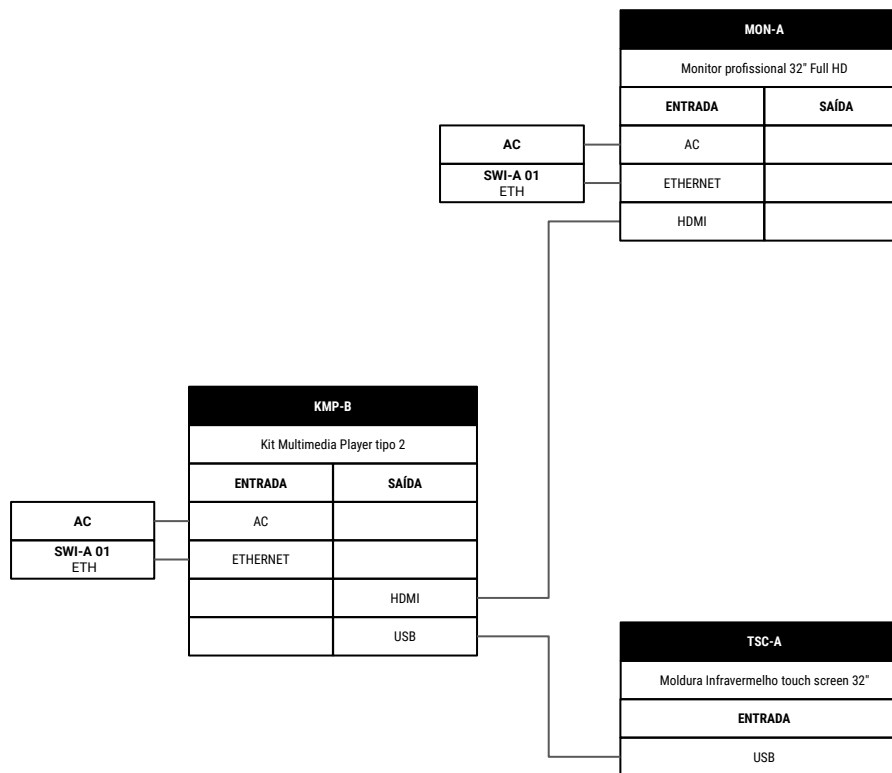 MON-A
Monitor profissional 32" Full HD
ENTRADA SAÍDA
AC AC
SWI-A 01
ETH
ETHERNET
HDMI
KMP-B
Kit Multimedia Player tipo 2
ENTRADA SAÍDA
AC AC
SWI-A 01
ETH
ETHERNET
HDMI
USB
TSC-A
Moldura Infravermelho touch screen 32"
ENTRADA
USB